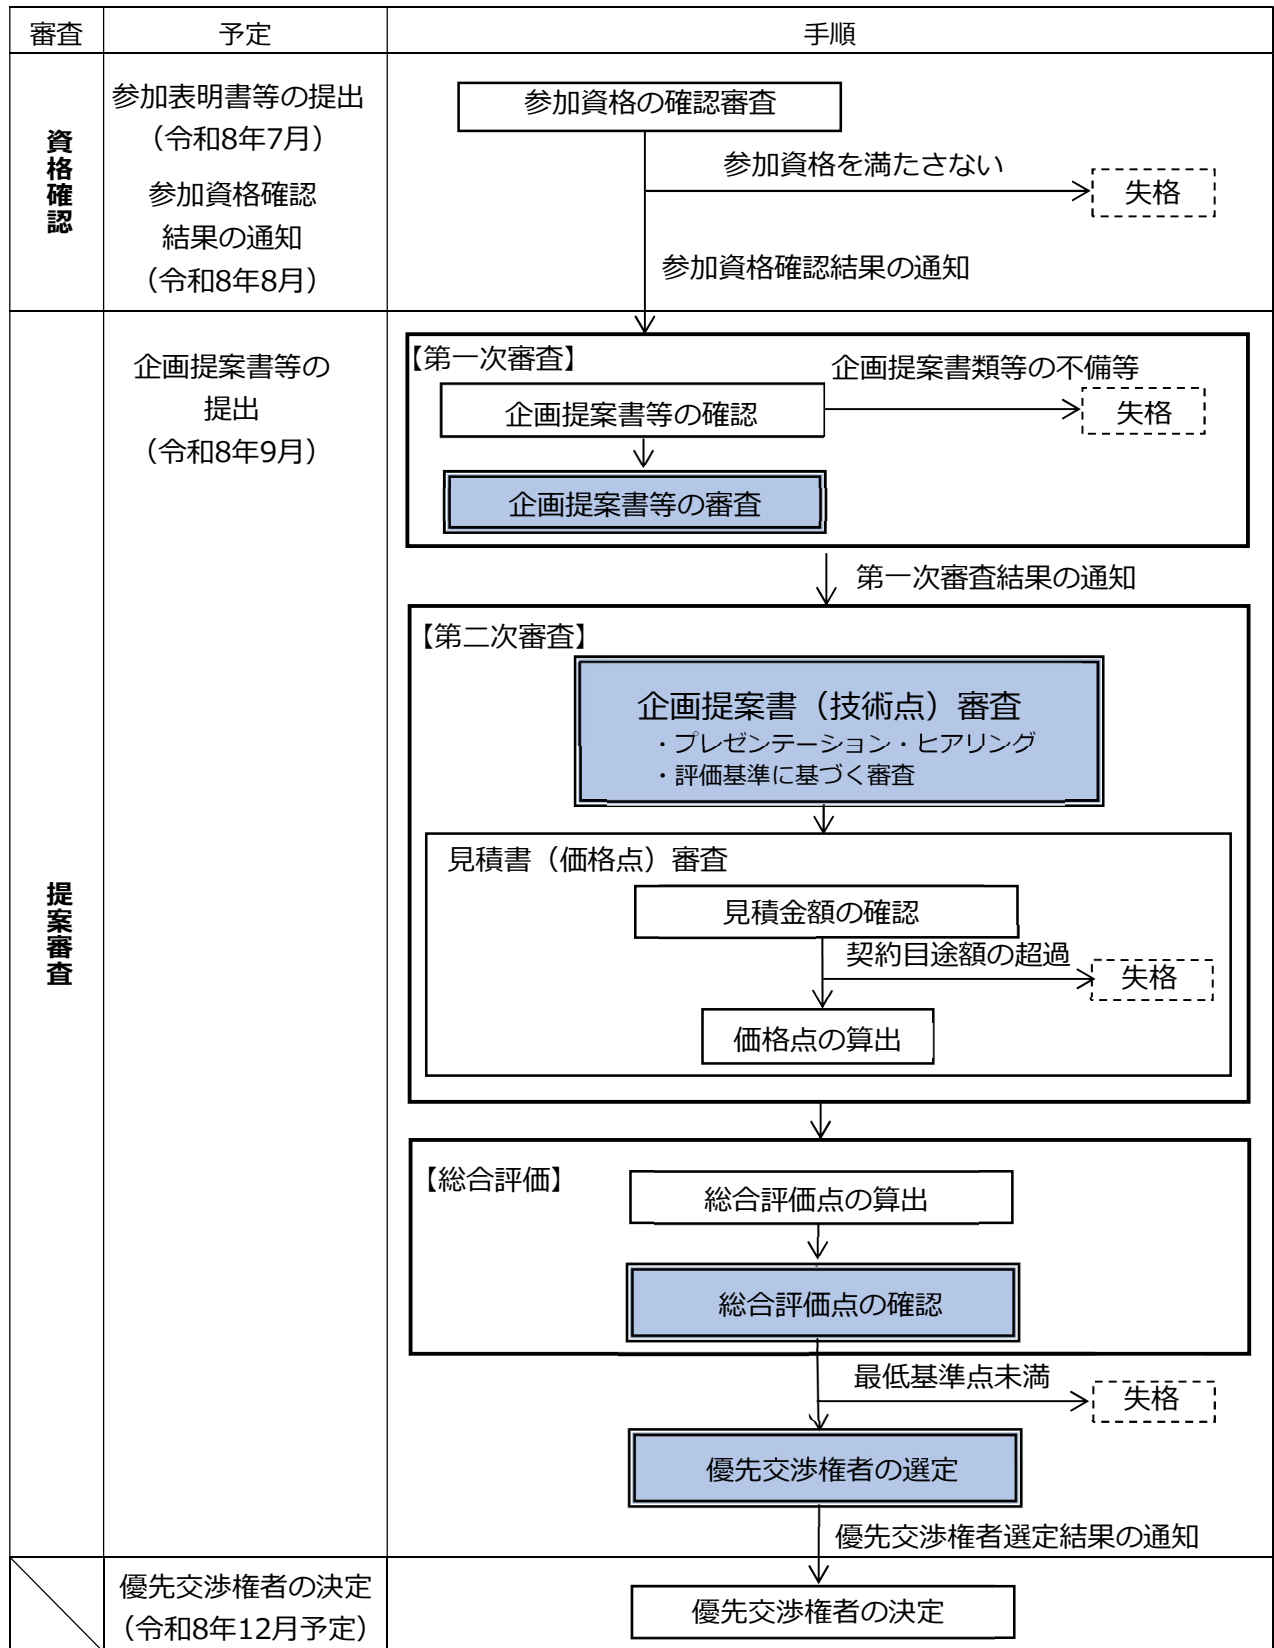 審査
予定
手順
資格確認
参加表明書等の提出
（令和8年7月）
参加資格確認
結果の通知
（令和8年8月）
参加資格の確認審査
参加資格を満たさない
失格
参加資格確認結果の通知
提案審査
企画提案書等の
提出
（令和8年9月）
【第一次審査】
企画提案書類等の不備等
企画提案書等の確認
失格
企画提案書等の審査
第一次審査結果の通知
【第二次審査】
企画提案書（技術点）審査
・プレゼンテーション・ヒアリング
・評価基準に基づく審査
見積書（価格点）審査
見積金額の確認
契約目途額の超過
失格
価格点の算出
【総合評価】
総合評価点の算出
総合評価点の確認
最低基準点未満
失格
優先交渉権者の選定
優先交渉権者選定結果の通知
優先交渉権者の決定
（令和8年12月予定）
優先交渉権者の決定